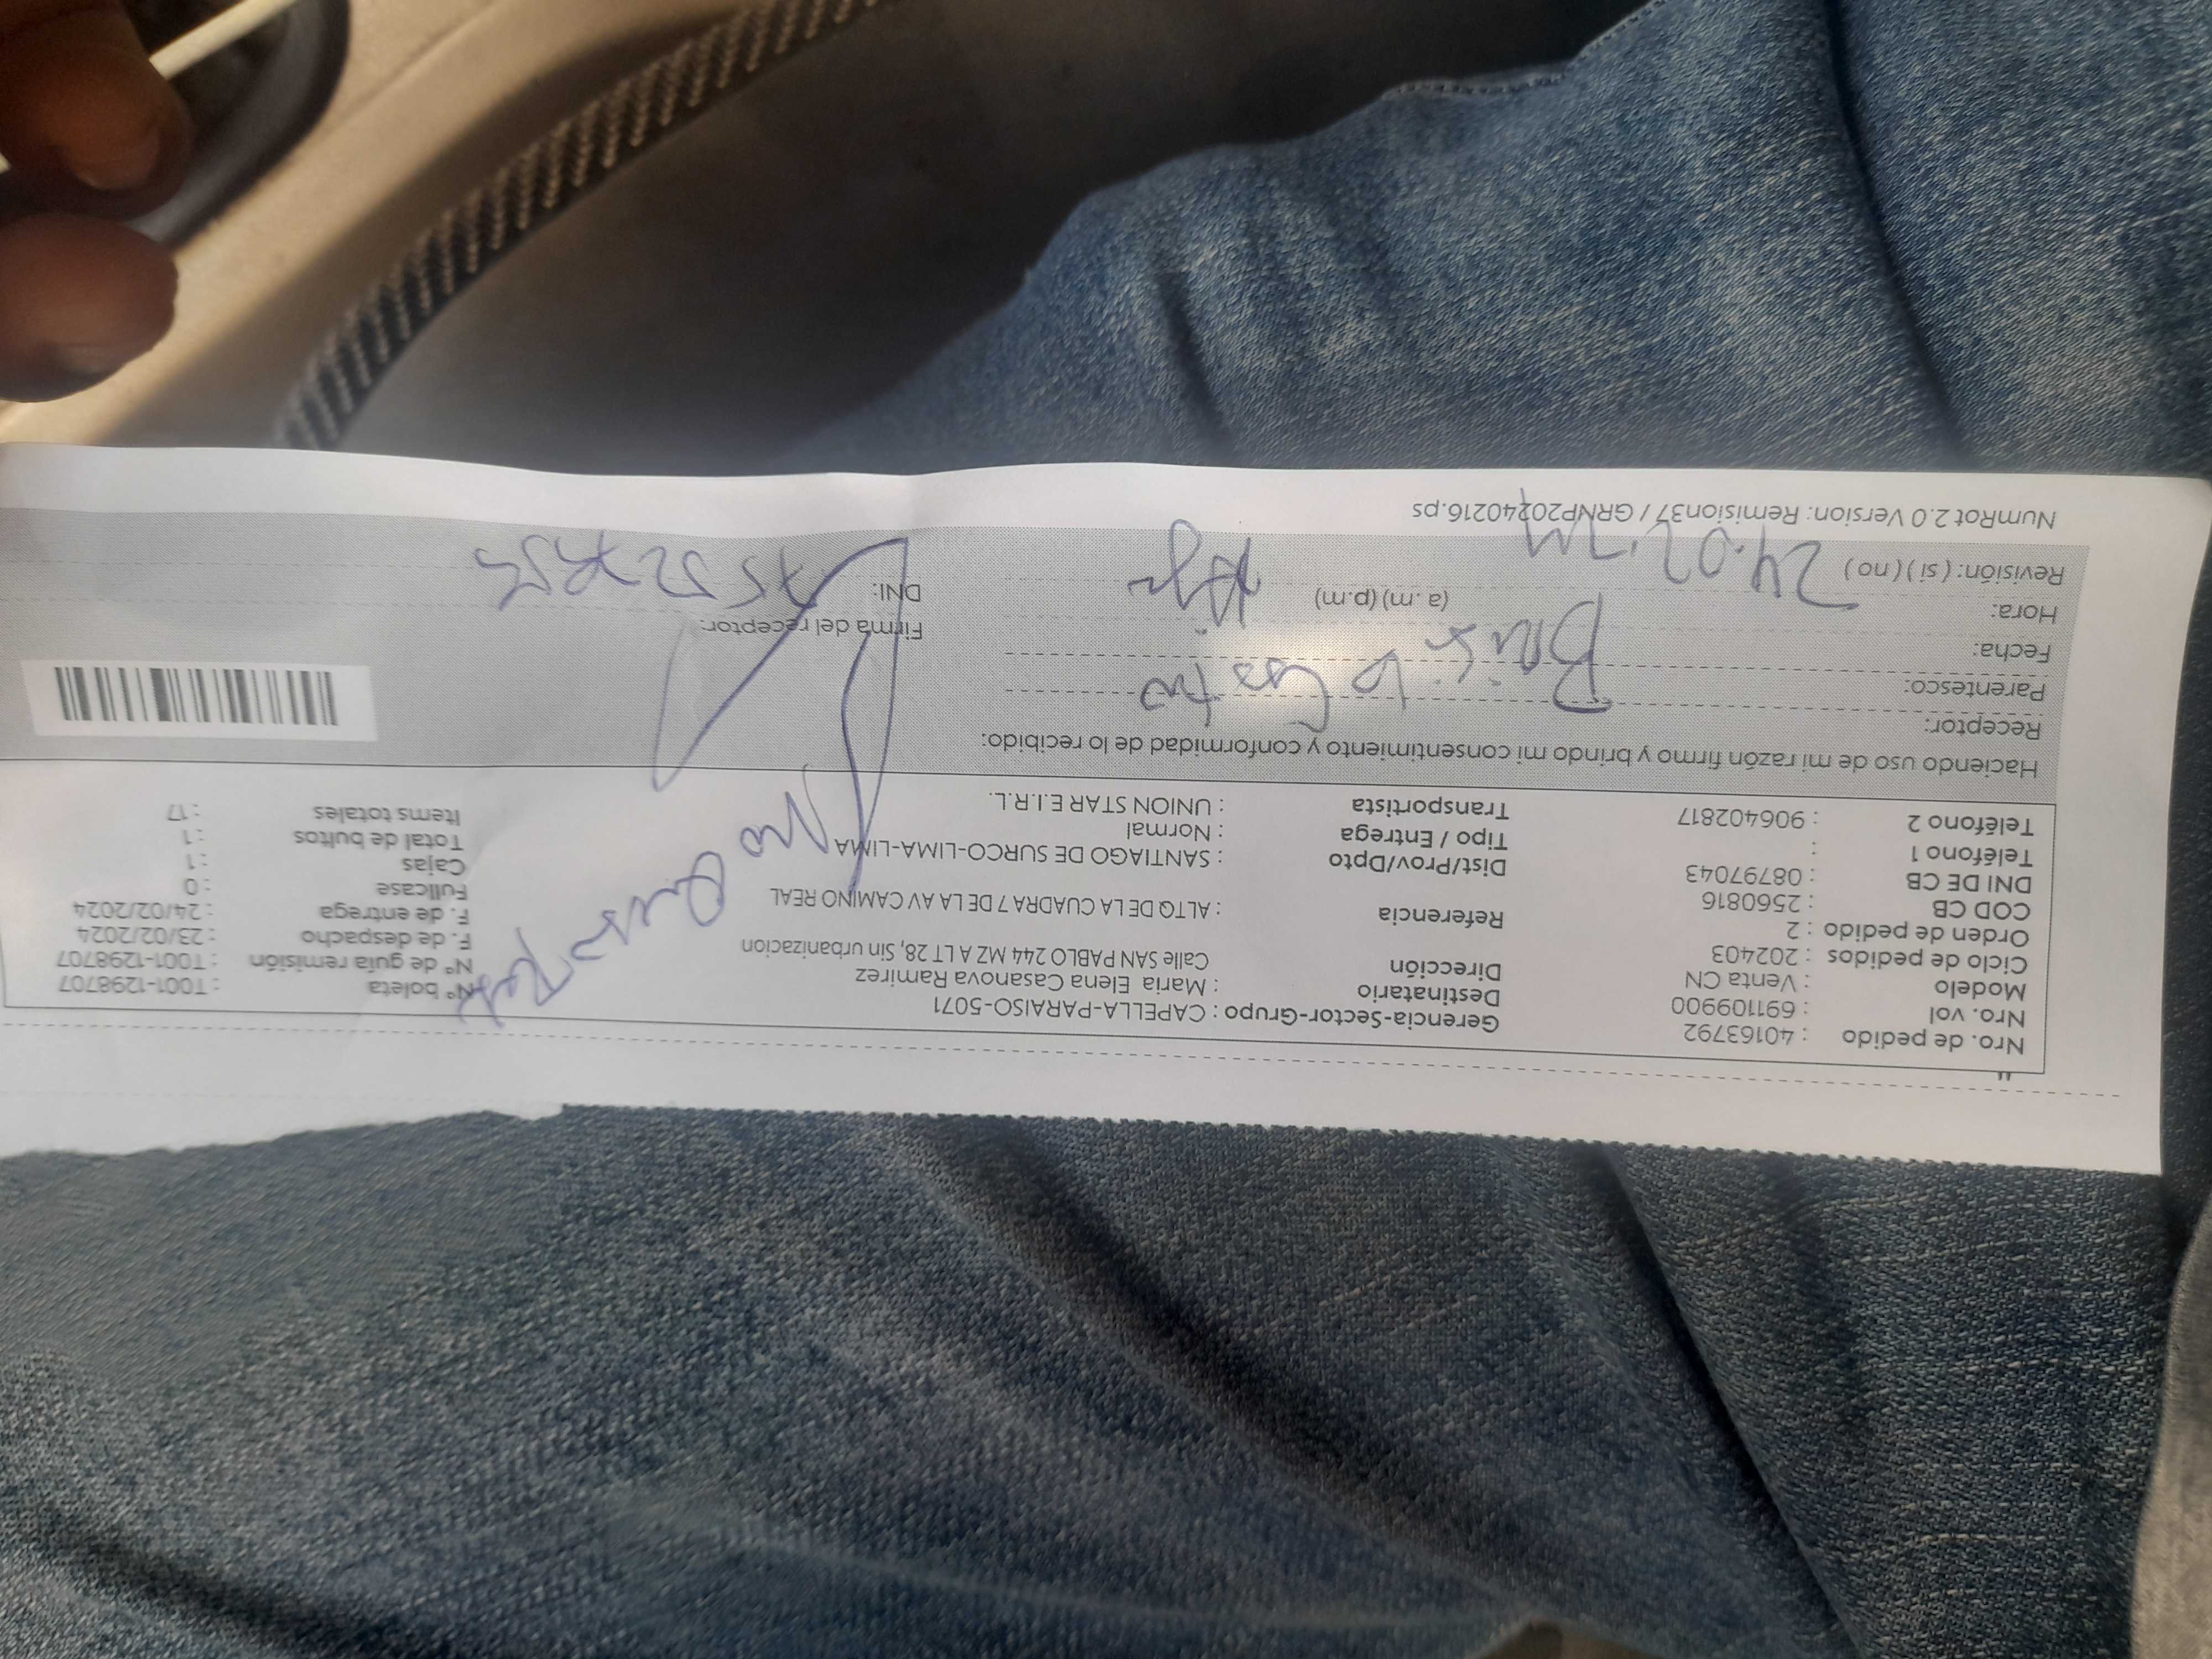 Nro. de pedido : 40163792
Nro. vol : 691109900
Modelo : Venta CN
Ciclo de pedidos : 202403
Orden de pedido : 2
COD CB : 2560816
DNI DE CB : 08797043
Teléfono 1 :
Teléfono 2 : 906402817
Gerencia-Sector-Grupo : CAPELLA-PARAISO-5071
Destinatario : Maria Elena Casanova Ramirez
Dirección Calle SAN PABLO 244 MZ A LT 28, Sin urbanizacion
Referencia : ALTQ DE LA CUADRA 7 DE LA AV CAMINO REAL
Dist/Prov/Dpto : SANTIAGO DE SURCO-LIMA-LIMA
Tipo / Entrega : Normal
Transportista : UNION STAR E.I.R.L.
Nº boleta : T001-1298707
Nº de guía remisión : T001-1298707
F. de despacho : 23/02/2024
F. de entrega : 24/02/2024
Fullcase : 0
Cajas : 1
Total de bultos : 1
Items totales : 17
No
Haciendo uso de mi razón firmo y brindo mi consentimiento y conformidad de lo recibido:
Receptor:
Parentesco:
Castro
Fecha:
Hora: (a.m) (p.m)
Revisión: (si) (no)
24.02.
Firma del receptor:
DNI:
NumRot 2.0 Version: Remision37 / GRNP20240216.ps